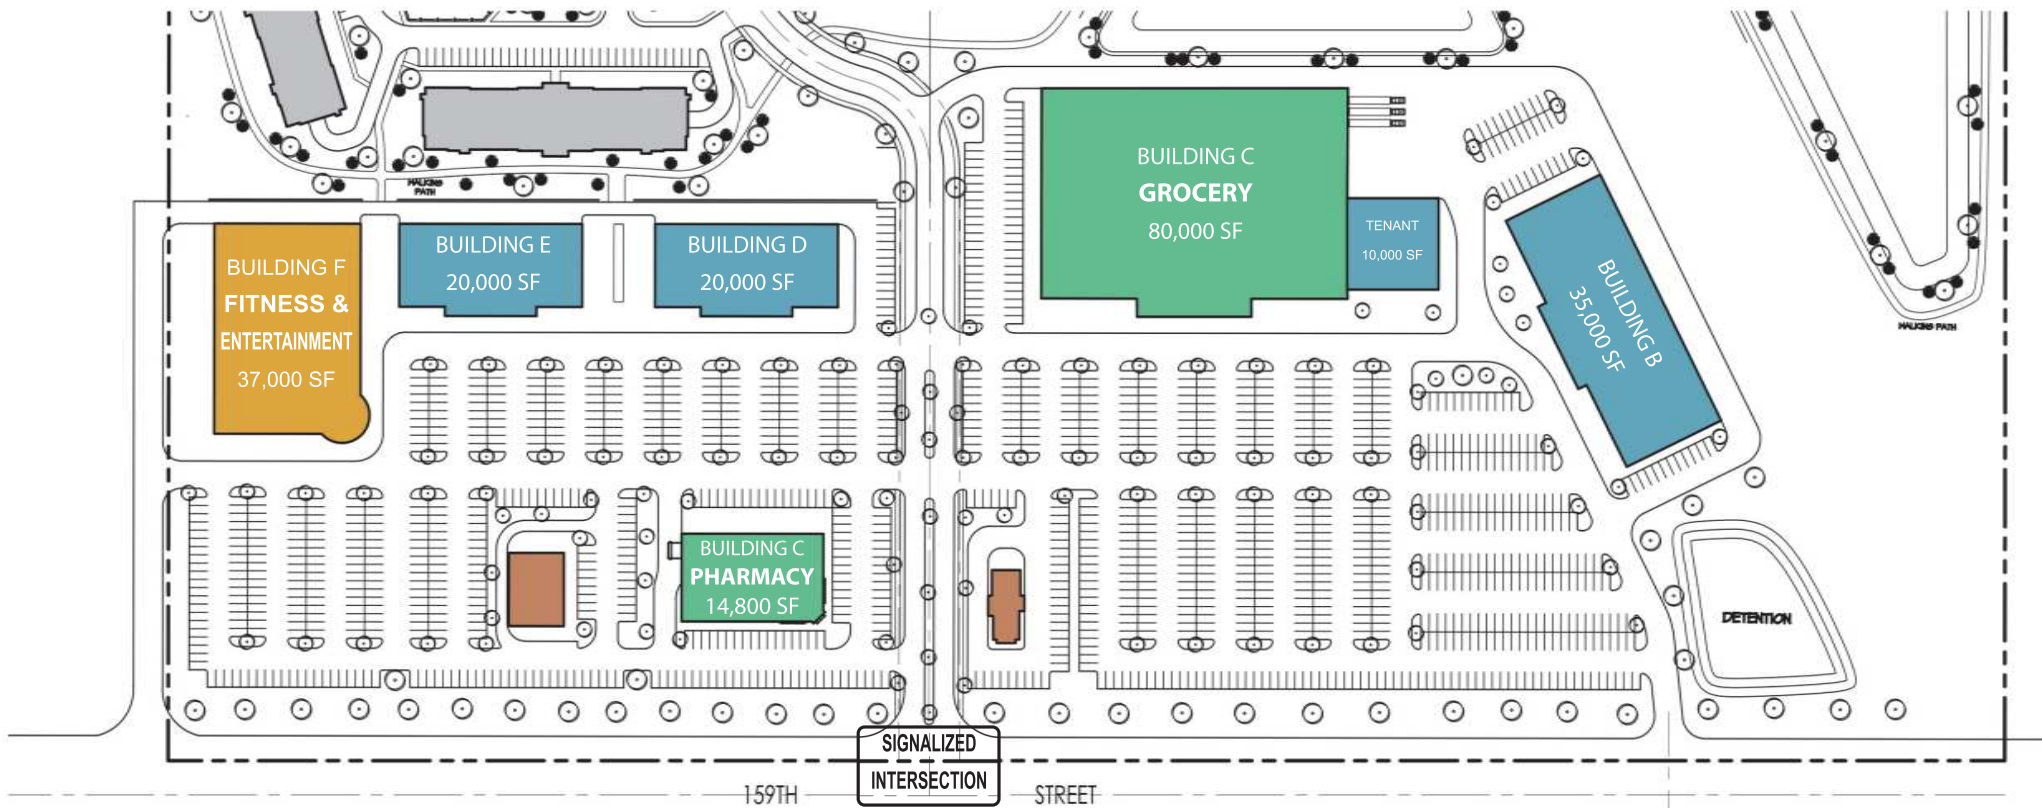 WALKING
PATH
BUILDING F
FITNESS &
ENTERTAINMENT
37,000 SF
BUILDING E
20,000 SF
BUILDING D
20,000 SF
BUILDING C
GROCERY
80,000 SF
TENANT
10,000 SF
BUILDING B
35,000 SF
WALKING PATH
BUILDING C
PHARMACY
14,800 SF
DETENTION
SIGNALIZED
INTERSECTION
159TH STREET